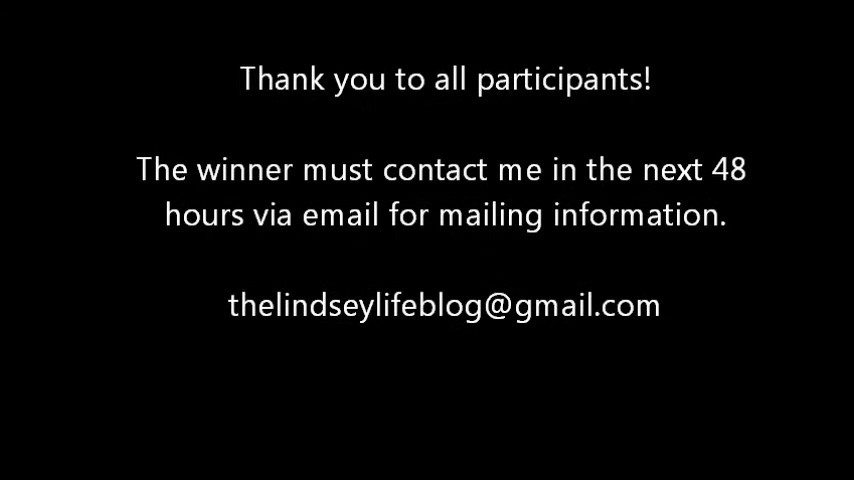 Thank you to all participants!
The winner must contact me in the next 48
hours via email for mailing information.
thelindseylifeblog@gmail.com